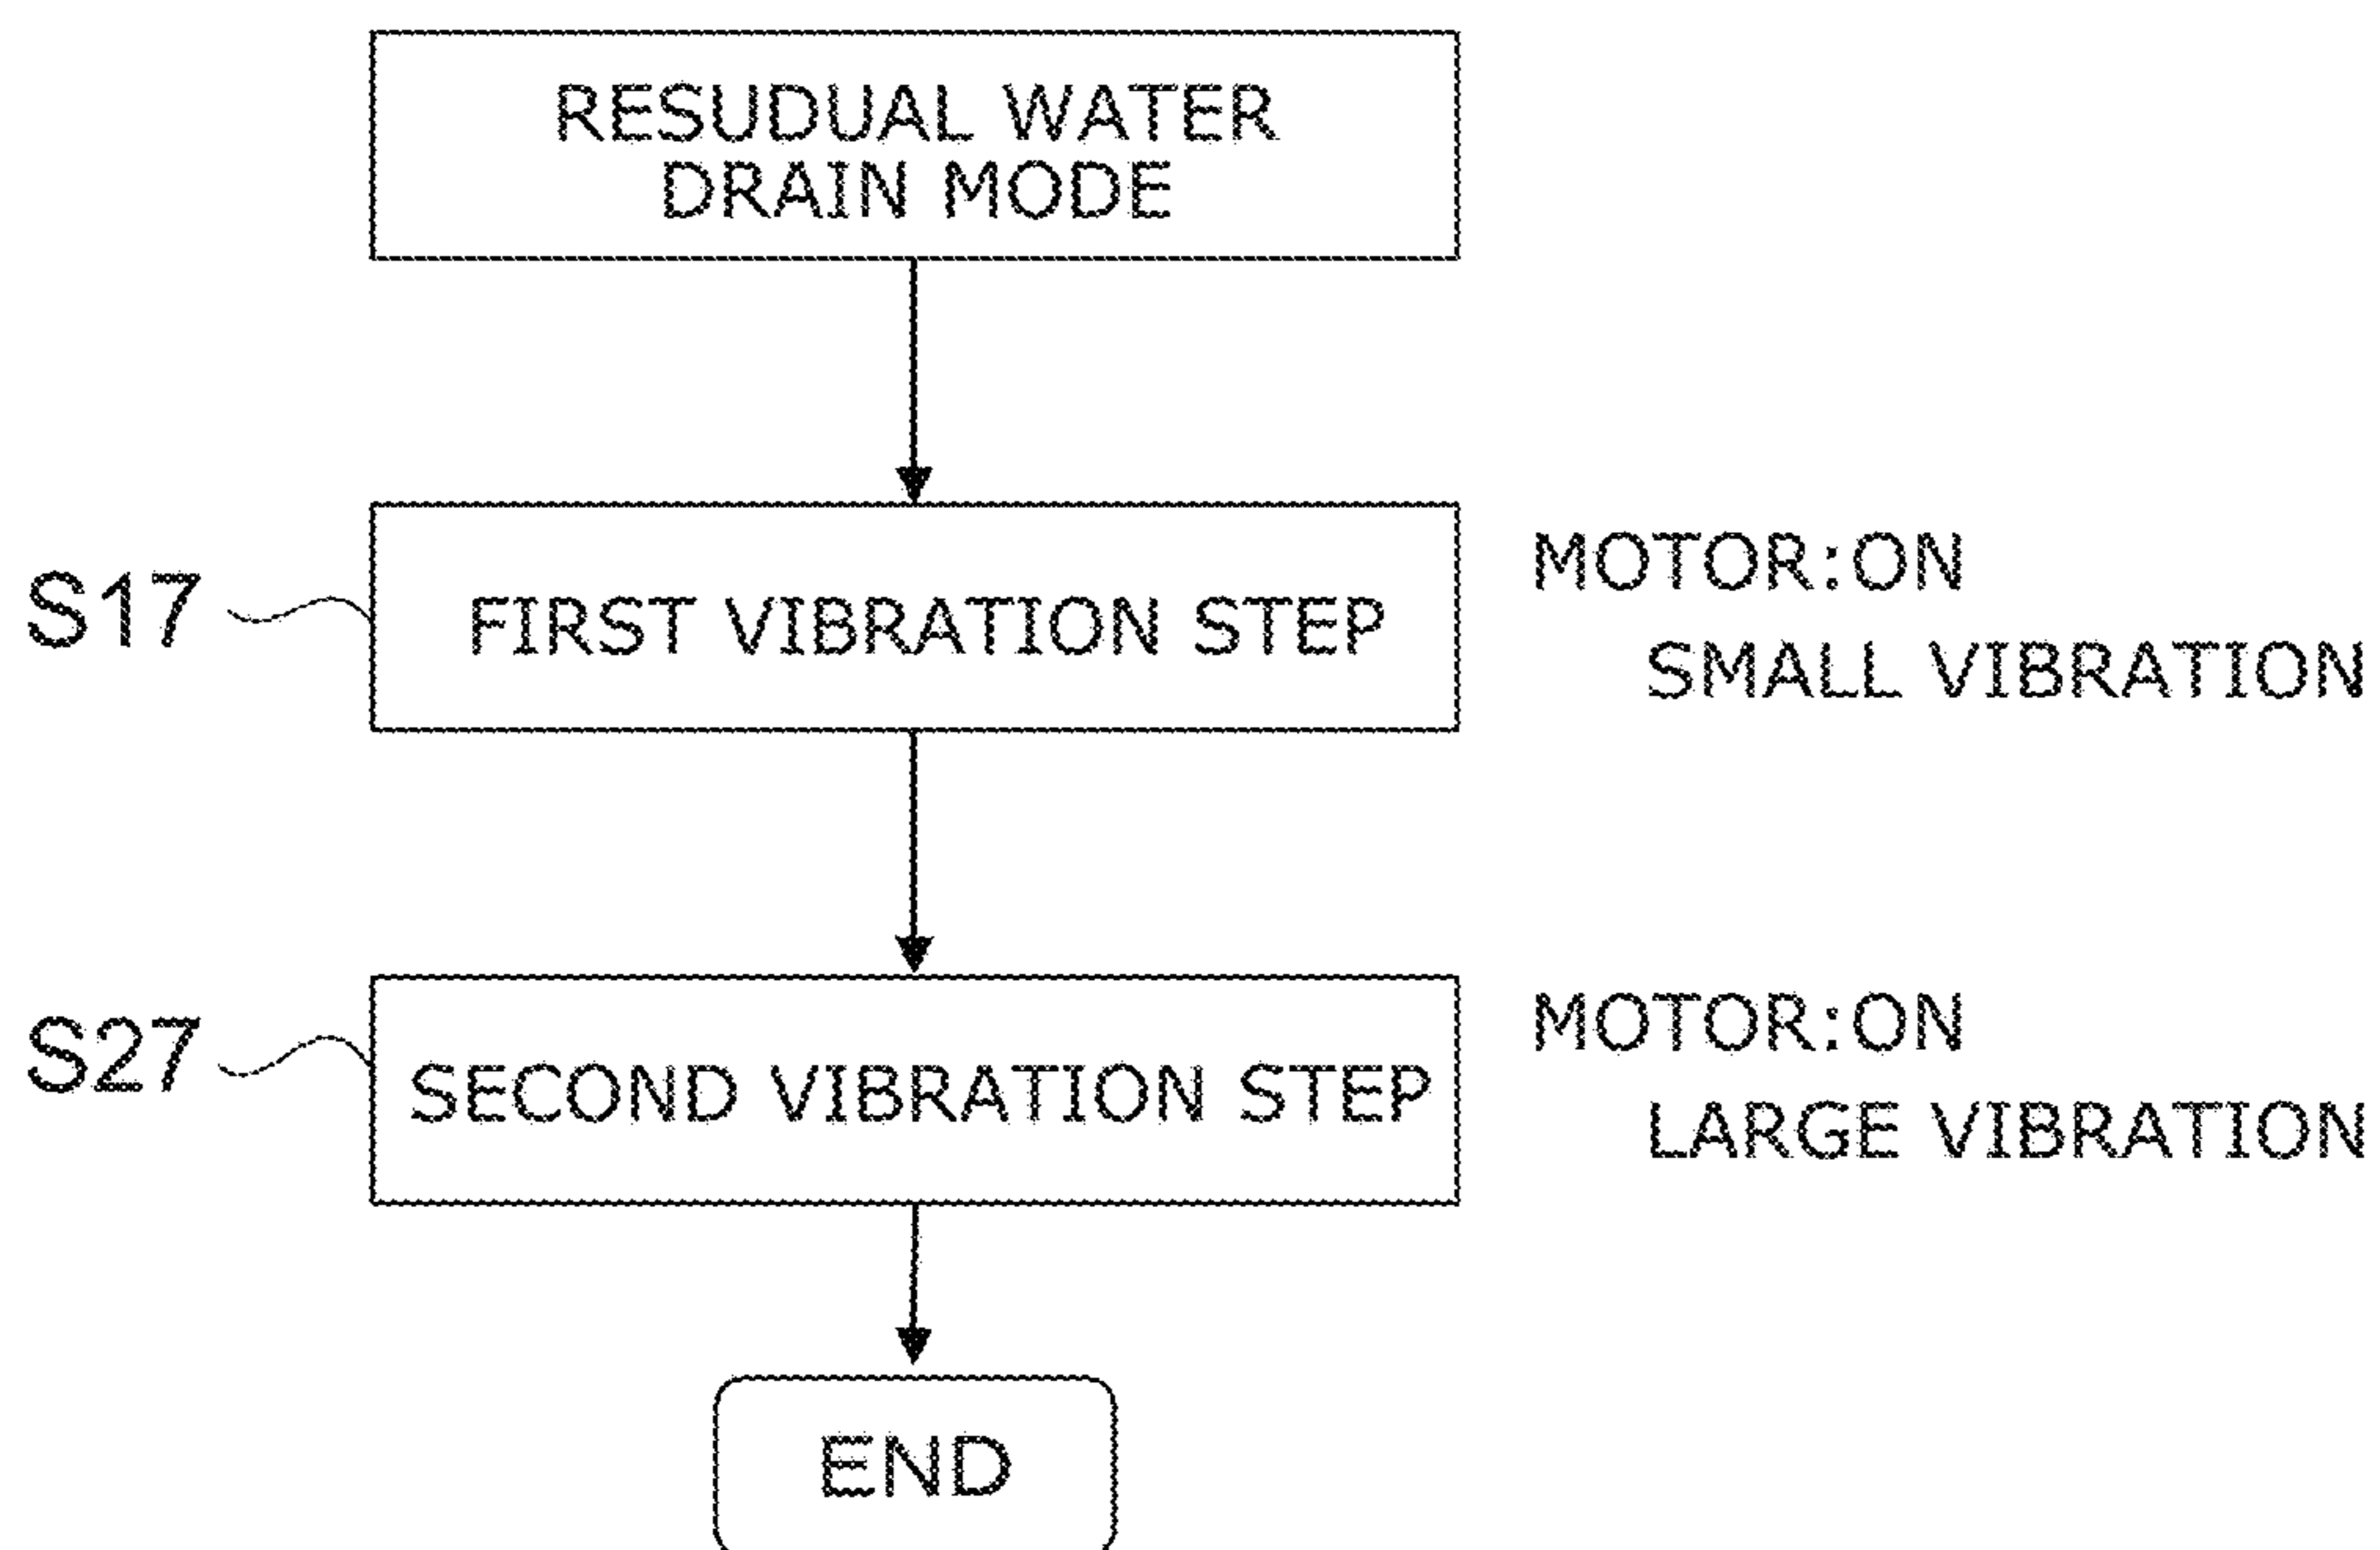 RESUDUAL WATER
DRAIN MODE
S17
FIRST VIBRATION STEP
MOTOR:ON
SMALL VIBRATION
S27
SECOND VIBRATION STEP
MOTOR:ON
LARGE VIBRATION
END